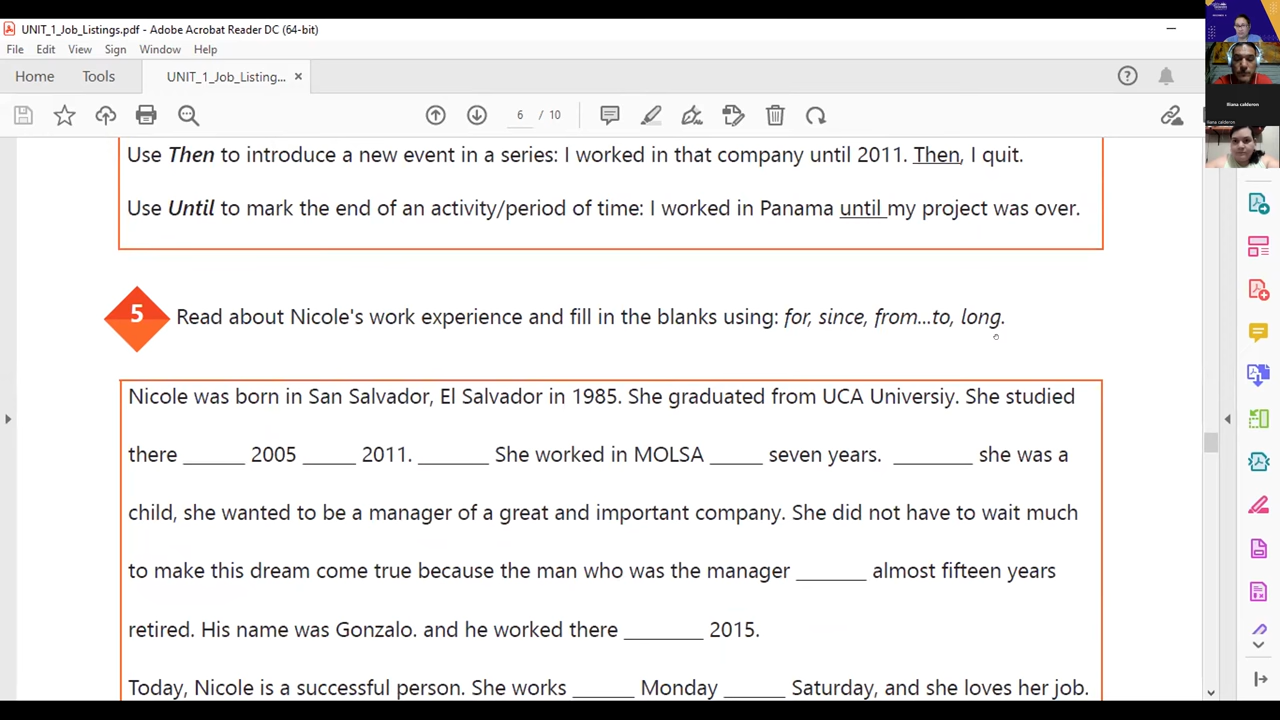 UNIT_1_Job_Listings.pdf - Adobe Acrobat Reader DC (64-bit)
File Edit View Sign Window Help
Home Tools UNIT_1_Job_Listing... ×
6 / 10
Use Then to introduce a new event in a series: I worked in that company until 2011. Then, I quit.
Use Until to mark the end of an activity/period of time: I worked in Panama until my project was over.
5 Read about Nicole's work experience and fill in the blanks using: for, since, from...to, long.
Nicole was born in San Salvador, El Salvador in 1985. She graduated from UCA Universiy. She studied
there ______ 2005 _____ 2011. _______ She worked in MOLSA _____ seven years. ________ she was a
child, she wanted to be a manager of a great and important company. She did not have to wait much
to make this dream come true because the man who was the manager _______ almost fifteen years
retired. His name was Gonzalo. and he worked there ________ 2015.
Today, Nicole is a successful person. She works ______ Monday ______ Saturday, and she loves her job.
Iliana calderon
Iliana calderon